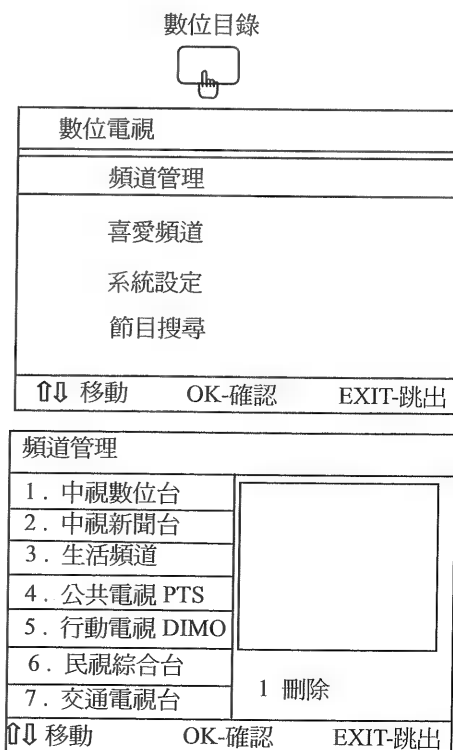 數位目錄
數位電視
頻道管理
喜愛頻道
系統設定
節目搜尋
⇧⇩ 移動 OK-確認 EXIT-跳出
頻道管理
1. 中視數位台
2. 中視新聞台
3. 生活頻道
4. 公共電視 PTS
5. 行動電視 DIMO
6. 民視綜合台
7. 交通電視台
1 刪除
⇧⇩ 移動 OK-確認 EXIT-跳出